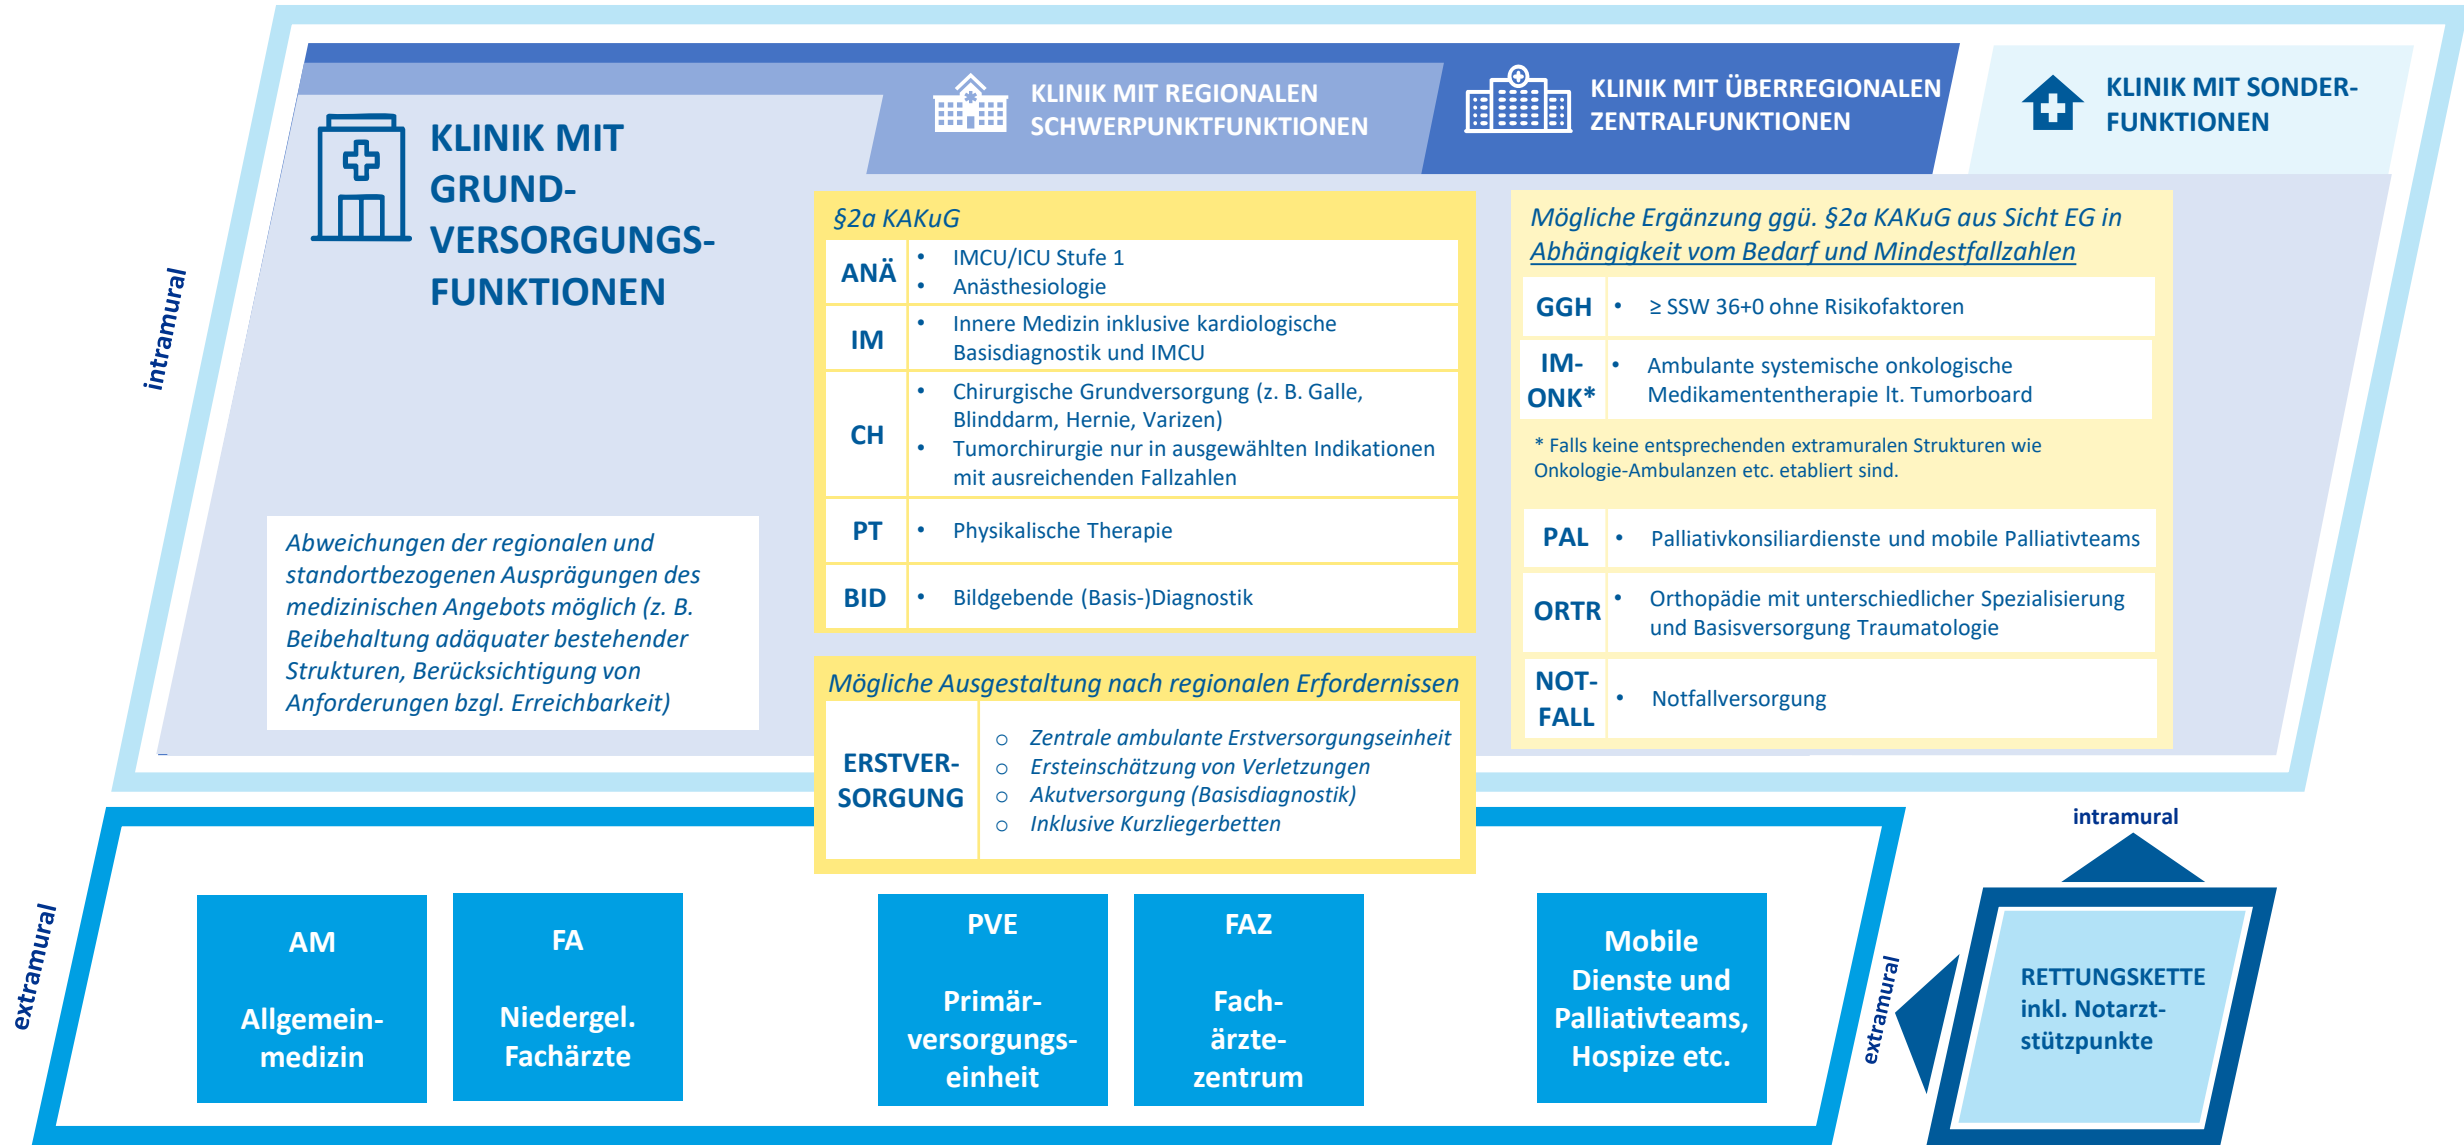 KLINIK MIT
GRUND-
VERSORGUNGS-
FUNKTIONEN
KLINIK MIT REGIONALEN
SCHWERPUNKTFUNKTIONEN
KLINIK MIT ÜBERREGIONALEN
ZENTRALFUNKTIONEN
KLINIK MIT SONDER-
FUNKTIONEN
intramural
Abweichungen der regionalen und
standortbezogenen Ausprägungen des
medizinischen Angebots möglich (z. B.
Beibehaltung adäquater bestehender
Strukturen, Berücksichtigung von
Anforderungen bzgl. Erreichbarkeit)
§2a KAKuG
ANÄ
• IMCU/ICU Stufe 1
• Anästhesiologie
IM
• Innere Medizin inklusive kardiologische
Basisdiagnostik und IMCU
CH
• Chirurgische Grundversorgung (z. B. Galle,
Blinddarm, Hernie, Varizen)
• Tumorchirurgie nur in ausgewählten Indikationen
mit ausreichenden Fallzahlen
PT
• Physikalische Therapie
BID
• Bildgebende (Basis-)Diagnostik
Mögliche Ausgestaltung nach regionalen Erfordernissen
ERSTVER-
SORGUNG
o Zentrale ambulante Erstversorgungseinheit
o Ersteinschätzung von Verletzungen
o Akutversorgung (Basisdiagnostik)
o Inklusive Kurzliegerbetten
Mögliche Ergänzung ggü. §2a KAKuG aus Sicht EG in
Abhängigkeit vom Bedarf und Mindestfallzahlen
GGH
• ≥ SSW 36+0 ohne Risikofaktoren
IM-
ONK*
• Ambulante systemische onkologische
Medikamententherapie lt. Tumorboard
* Falls keine entsprechenden extramuralen Strukturen wie
Onkologie-Ambulanzen etc. etabliert sind.
PAL
• Palliativkonsiliardienste und mobile Palliativteams
ORTR
• Orthopädie mit unterschiedlicher Spezialisierung
und Basisversorgung Traumatologie
NOT-
FALL
• Notfallversorgung
extramural
AM
Allgemein-
medizin
FA
Niedergel.
Fachärzte
PVE
Primär-
versorgungs-
einheit
FAZ
Fach-
ärzte-
zentrum
Mobile
Dienste und
Palliativteams,
Hospize etc.
intramural
extramural
RETTUNGSKETTE
inkl. Notarzt-
stützpunkte